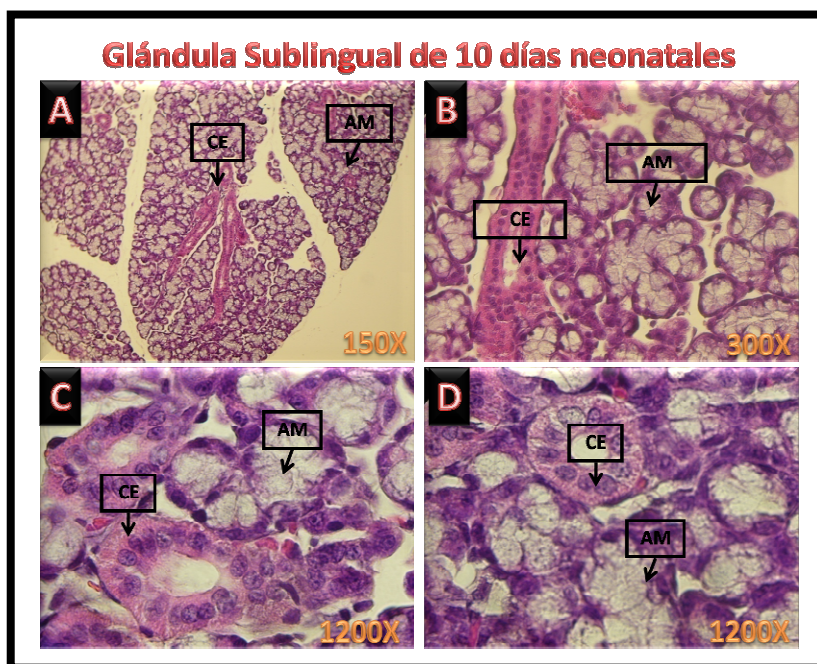 Glándula Sublingual de 10 días neonatales
A
CE
AM
150X
B
AM
CE
300X
C
AM
CE
1200X
D
CE
AM
1200X